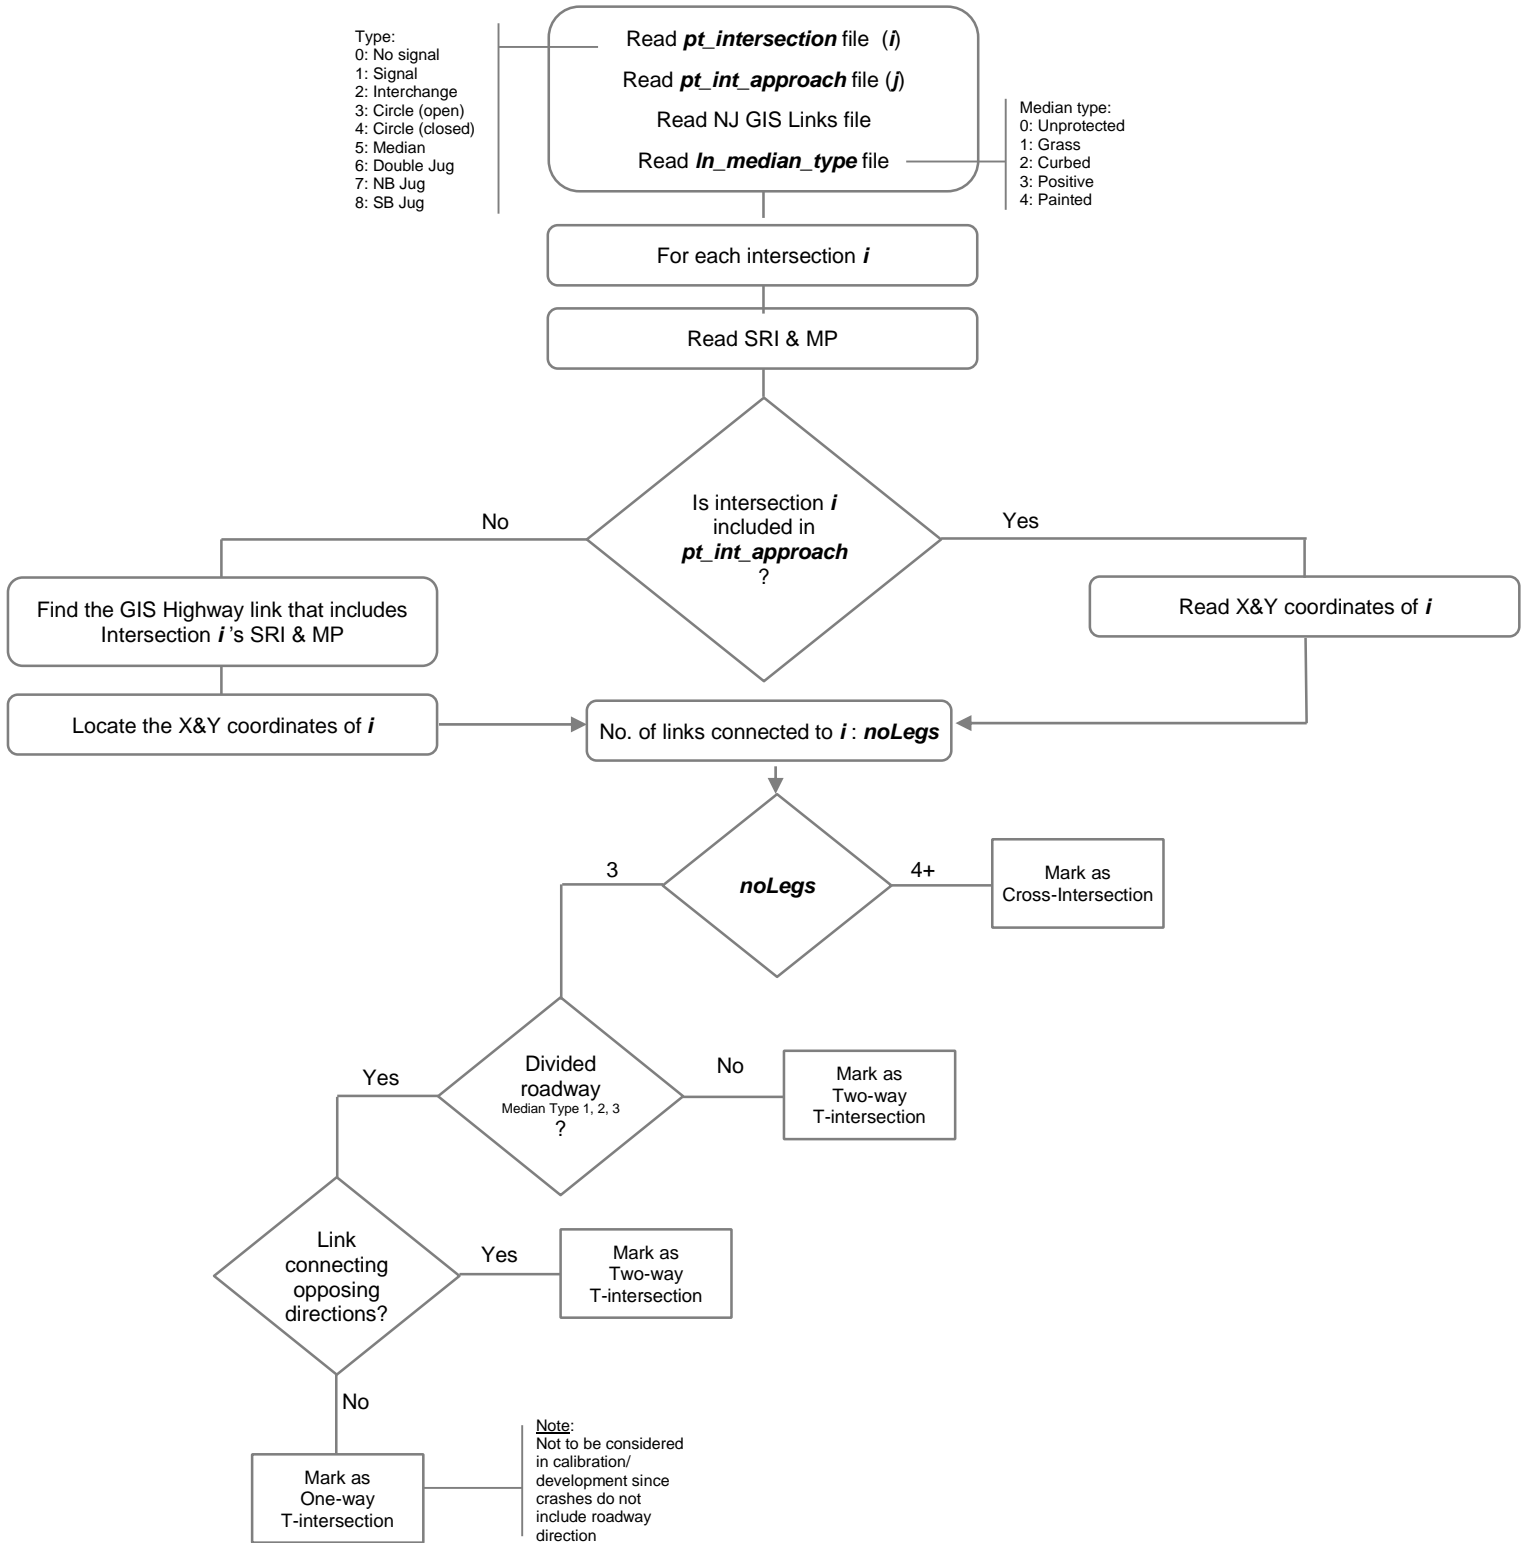 Type:
0: No signal
1: Signal
2: Interchange
3: Circle (open)
4: Circle (closed)
5: Median
6: Double Jug
7: NB Jug
8: SB Jug
Read pt_intersection file (i)
Read pt_int_approach file (j)
Read NJ GIS Links file
Read ln_median_type file
Median type:
0: Unprotected
1: Grass
2: Curbed
3: Positive
4: Painted
For each intersection i
Read SRI & MP
Is intersection i
included in
pt_int_approach
?
No
Yes
Find the GIS Highway link that includes
Intersection i 's SRI & MP
Read X&Y coordinates of i
Locate the X&Y coordinates of i
No. of links connected to i : noLegs
noLegs
3
4+
Mark as
Cross-Intersection
Divided
roadway
Median Type 1, 2, 3
?
Yes
No
Mark as
Two-way
T-intersection
Link
connecting
opposing
directions?
Yes
Mark as
Two-way
T-intersection
No
Mark as
One-way
T-intersection
Note:
Not to be considered
in calibration/
development since
crashes do not
include roadway
direction